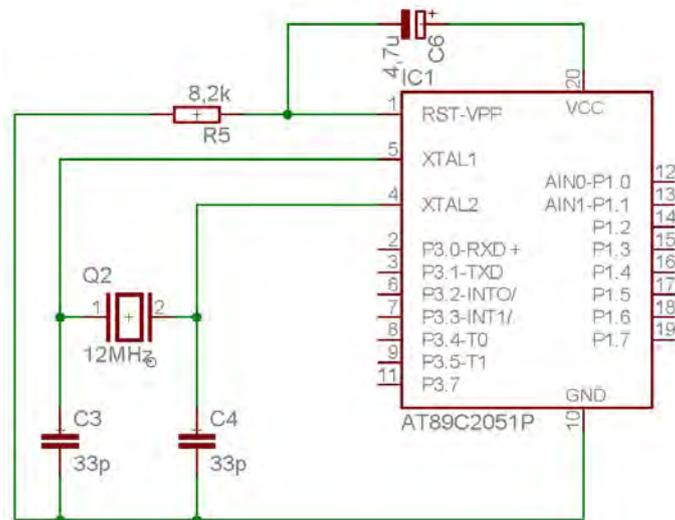 4,7u
+
C6
IC1
20
8,2k
R5
1
RST-VPP
VCC
5
XTAL1
AIN0-P1.0
12
4
XTAL2
AIN1-P1.1
13
P1.2
14
2
P3.0-RXD +
P1.3
15
3
P3.1-TXD
P1.4
16
6
P3.2-INTO/
P1.5
17
7
P3.3-INT1/
P1.6
18
8
P3.4-T0
P1.7
19
9
P3.5-T1
11
P3.7
Q2
1
2
12MHz
GND
10
AT89C2051P
C3
33p
C4
33p